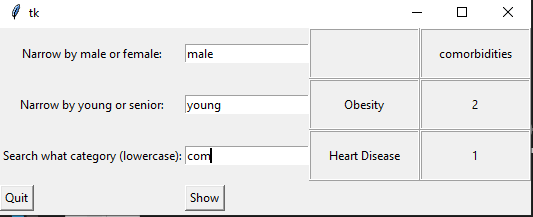 tk
Narrow by male or female: male comorbidities
Narrow by young or senior: young Obesity 2
Search what category (lowercase): com Heart Disease 1
Quit Show